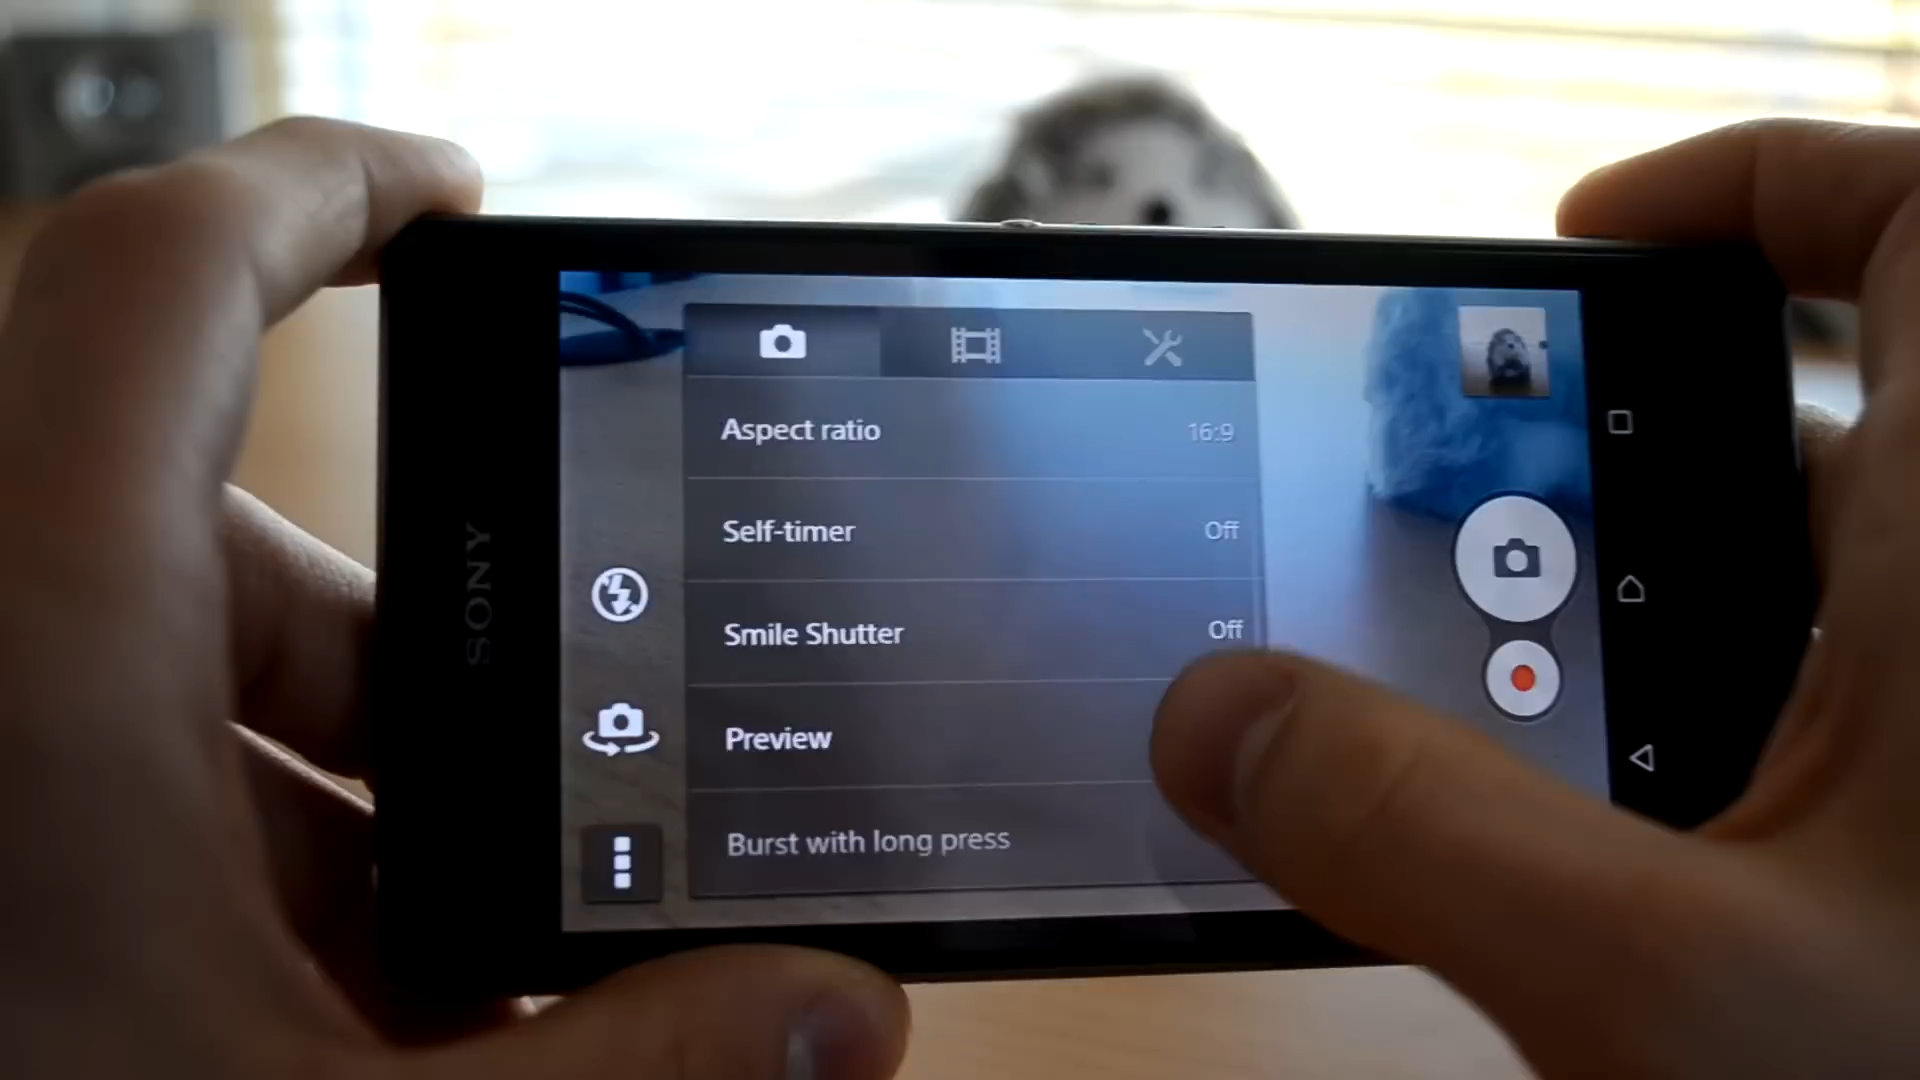 SONY
Aspect ratio 16:9
Self-timer Off
Smile Shutter Off
Preview
Burst with long press